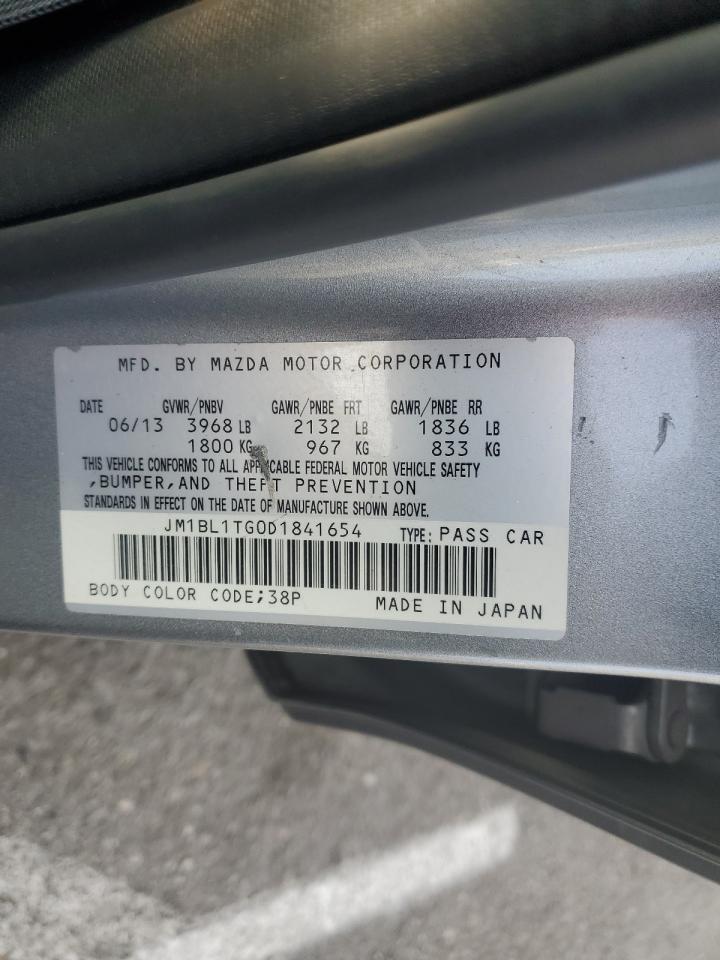 MFD. BY MAZDA MOTOR CORPORATION
DATE GVWR/PNBV GAWR/PNBE FRT GAWR/PNBE RR
06/13 3968 LB 2132 LB 1836 LB
1800 KG 967 KG 833 KG
THIS VEHICLE CONFORMS TO ALL APPLICABLE FEDERAL MOTOR VEHICLE SAFETY
,BUMPER,AND THEFT PREVENTION
STANDARDS IN EFFECT ON THE DATE OF MANUFACTURE SHOWN ABOVE.
JM1BL1TG0D1841654 TYPE: PASS CAR
BODY COLOR CODE;38P MADE IN JAPAN